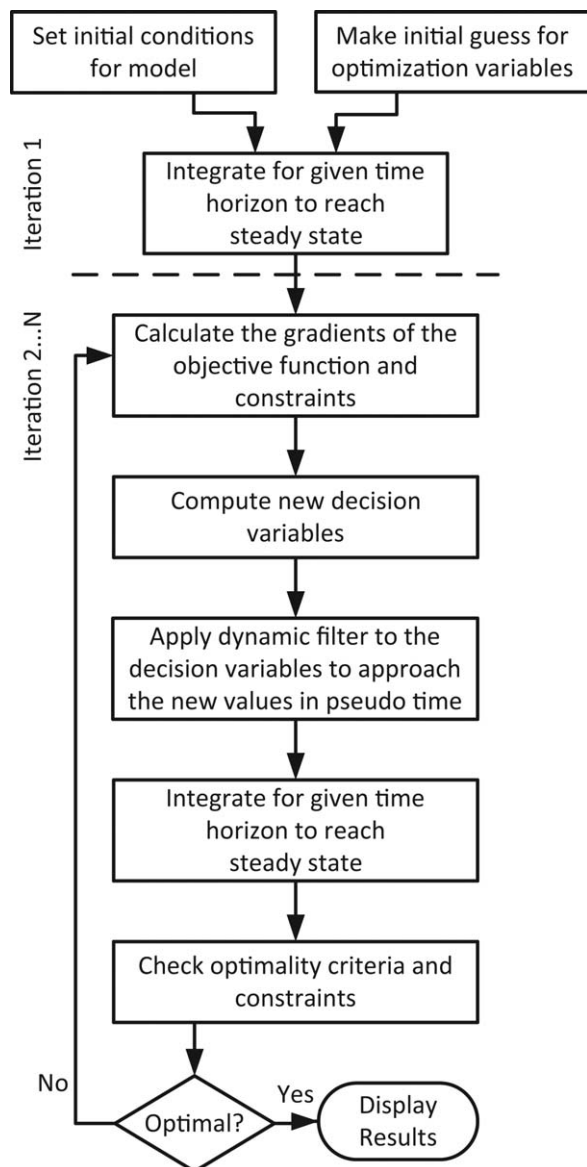 Set initial conditions
for model
Make initial guess for
optimization variables
Iteration 1
Integrate for given time
horizon to reach
steady state
Iteration 2...N
Calculate the gradients of the
objective function and
constraints
Compute new decision
variables
Apply dynamic filter to the
decision variables to approach
the new values in pseudo time
Integrate for given time
horizon to reach
steady state
Check optimality criteria and
constraints
No
Optimal?
Yes
Display
Results